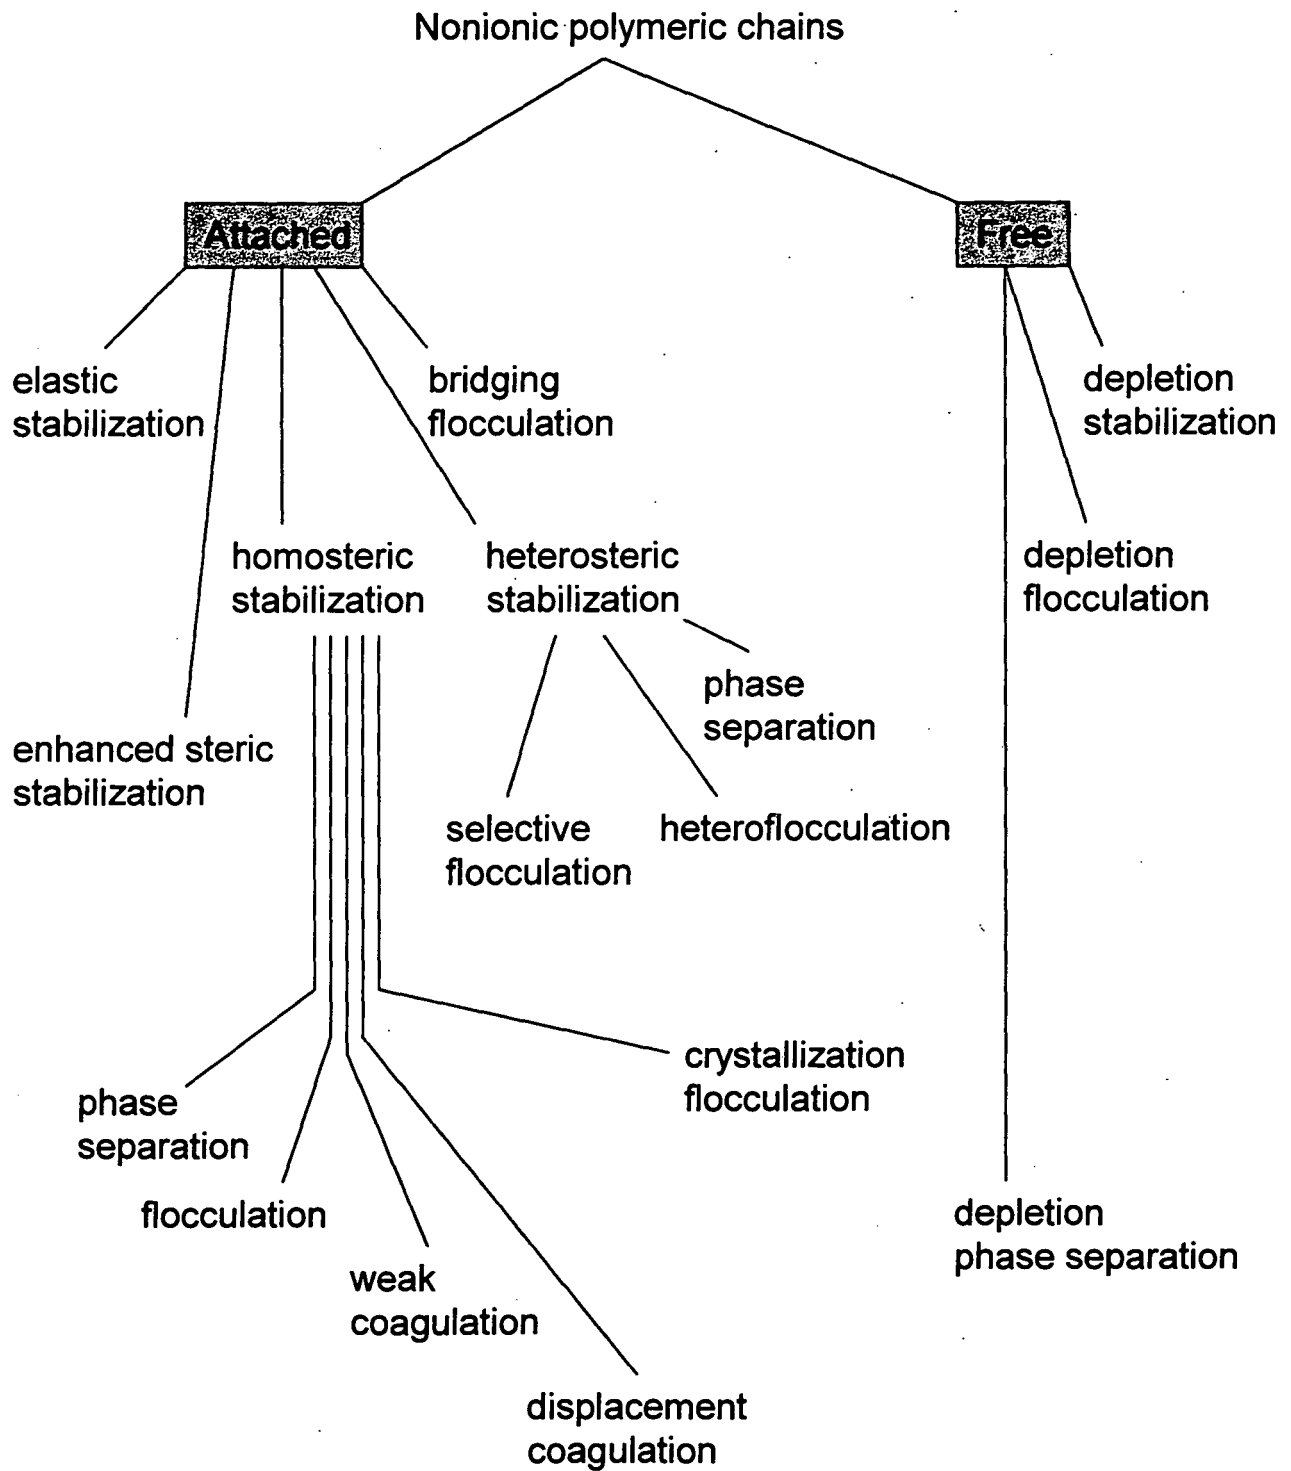 Nonionic polymeric chains
Attached
Free
elastic
stabilization
bridging
flocculation
depletion
stabilization
homosteric
stabilization
heterosteric
stabilization
depletion
flocculation
phase
separation
enhanced steric
stabilization
selective
flocculation
heteroflocculation
crystallization
flocculation
phase
separation
flocculation
depletion
phase separation
weak
coagulation
displacement
coagulation